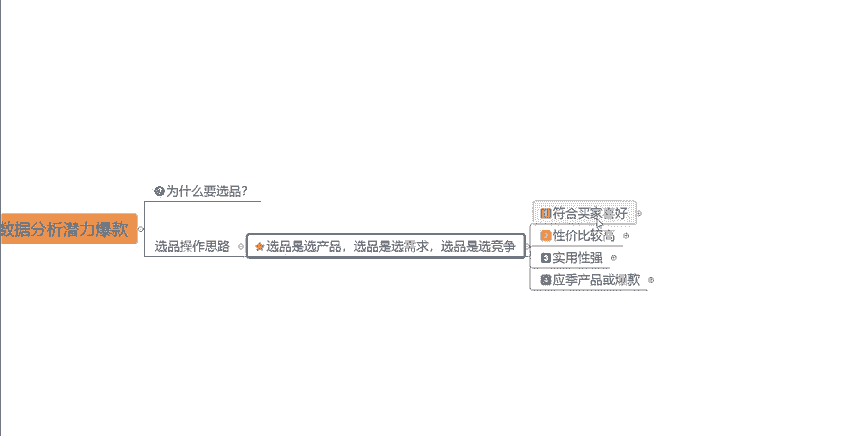 数据分析潜力爆款
为什么要选品?
选品操作思路
选品是选产品，选品是选需求，选品是选竞争
1 符合买家喜好
2 性价比较高
3 实用性强
4 应季产品或爆款